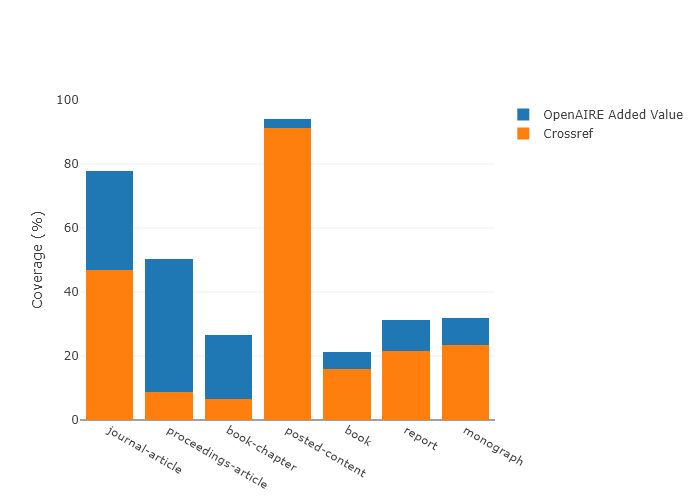 100
80
60
40
20
0
Coverage (%)
journal-article
proceedings-article
book-chapter
posted-content
book
report
monograph
OpenAIRE Added Value
Crossref